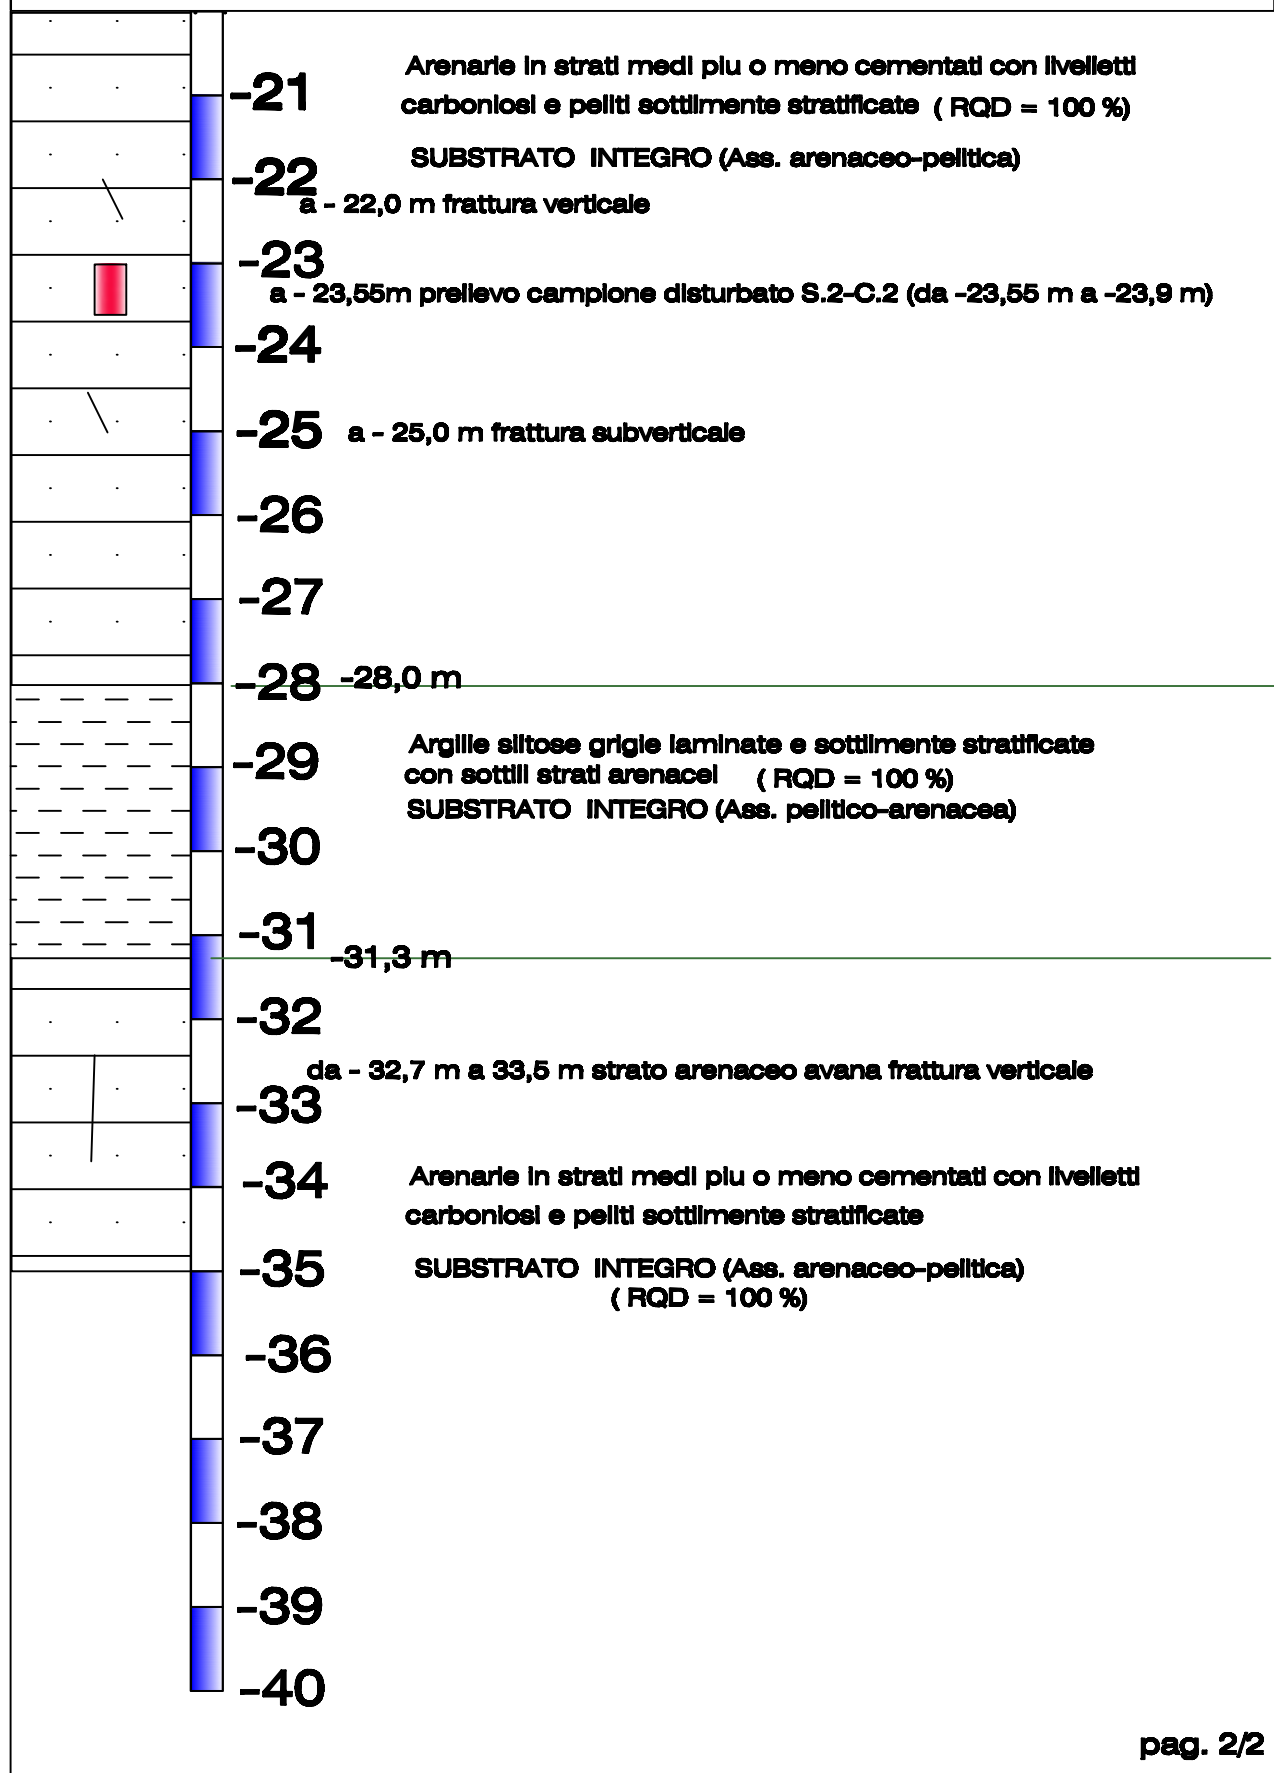 Arenarie in strati medi piu o meno cementati con livelletti
-21
carboniosi e peliti sottilmente stratificate ( RQD = 100 %)
SUBSTRATO INTEGRO (Ass. arenaceo-pelitica)
-22
a - 22,0 m frattura verticale
-23
a - 23,55m prelievo campione disturbato S.2-C.2 (da -23,55 m a -23,9 m)
-24
-25 a - 25,0 m frattura subverticale
-26
-27
-28 -28,0 m
Argille siltose grigie laminate e sottilmente stratificate
-29
con sottili strati arenacei ( RQD = 100 %)
SUBSTRATO INTEGRO (Ass. pelitico-arenacea)
-30
-31
-31,3 m
-32
da - 32,7 m a 33,5 m strato arenaceo avana frattura verticale
-33
-34 Arenarie in strati medi piu o meno cementati con livelletti
carboniosi e peliti sottilmente stratificate
-35 SUBSTRATO INTEGRO (Ass. arenaceo-pelitica)
( RQD = 100 %)
-36
-37
-38
-39
-40
pag. 2/2